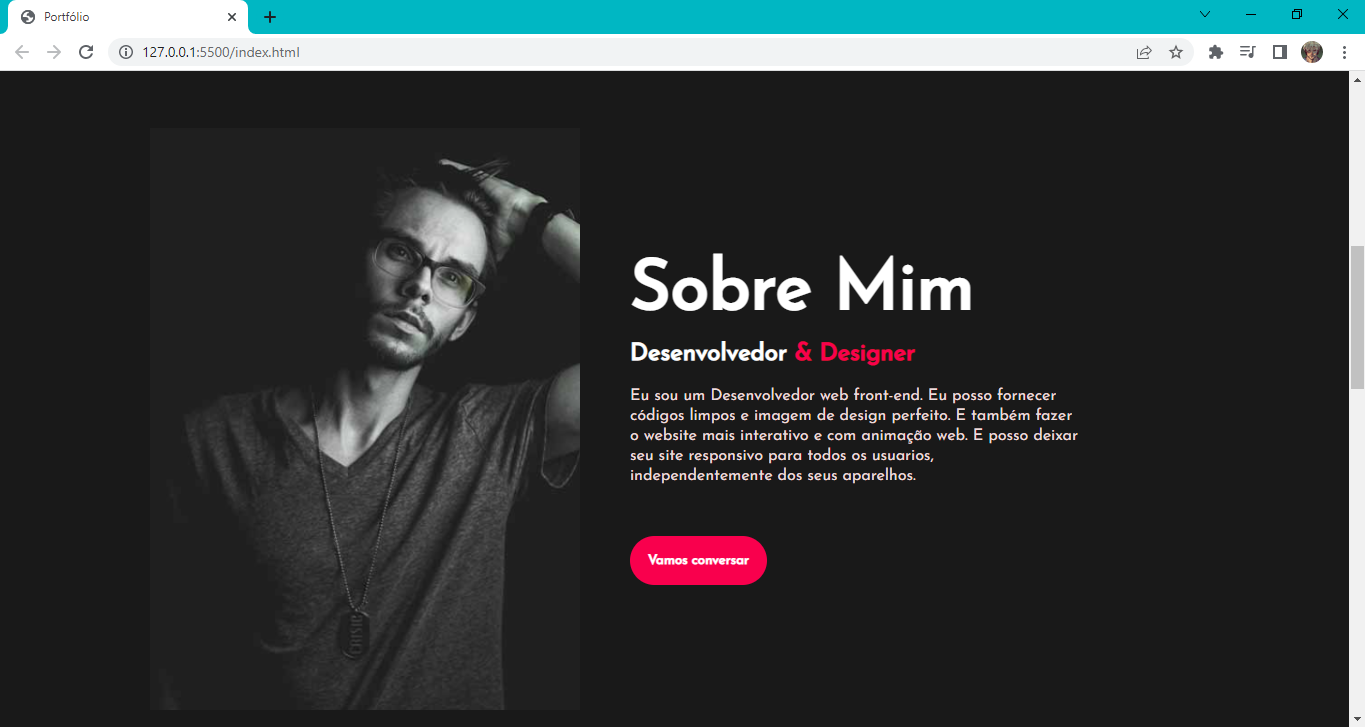 Portfólio
127.0.0.1:5500/index.html
Sobre Mim
Desenvolvedor & Designer
Eu sou um Desenvolvedor web front-end. Eu posso fornecer
códigos limpos e imagem de design perfeito. E também fazer
o website mais interativo e com animação web. E posso deixar
seu site responsivo para todos os usuarios,
independentemente dos seus aparelhos.
Vamos conversar